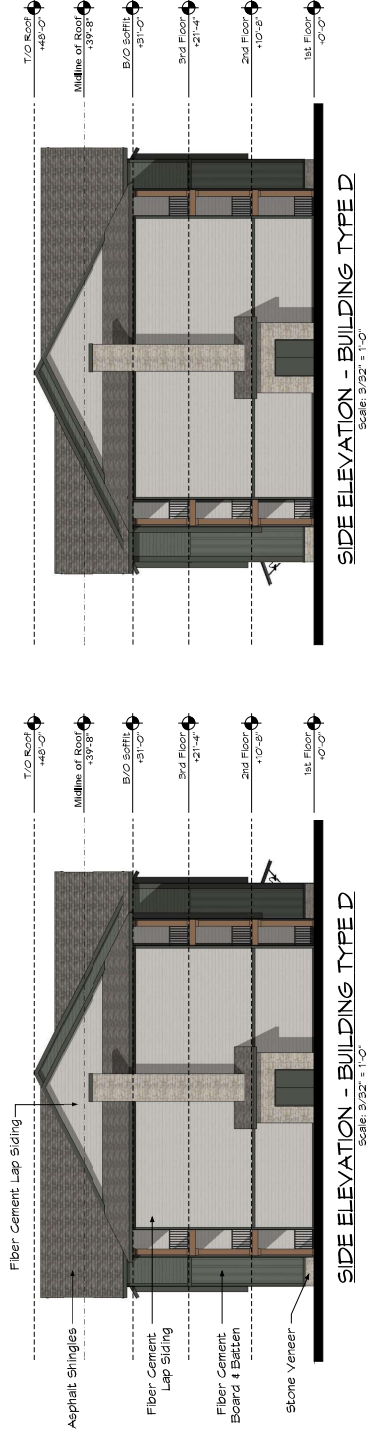 Fiber Cement Lap Siding
Asphalt Shingles
Fiber Cement
Lap Siding
Fiber Cement
Board & Batten
Stone Veneer
T/O Roof
+48'-0"
Midline of Roof
+39'-8"
B/O Soffit
+31'-0"
3rd Floor
+21'-4"
2nd Floor
+10'-8"
1st Floor
+0'-0"
SIDE ELEVATION - BUILDING TYPE D
Scale: 3/32" = 1'-0"
T/O Roof
+48'-0"
Midline of Roof
+39'-8"
B/O Soffit
+31'-0"
3rd Floor
+21'-4"
2nd Floor
+10'-8"
1st Floor
+0'-0"
SIDE ELEVATION - BUILDING TYPE D
Scale: 3/32" = 1'-0"